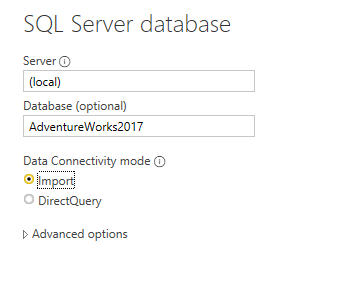 SQL Server database
Server
(local)
Database (optional)
AdventureWorks2017
Data Connectivity mode
Import
DirectQuery
Advanced options